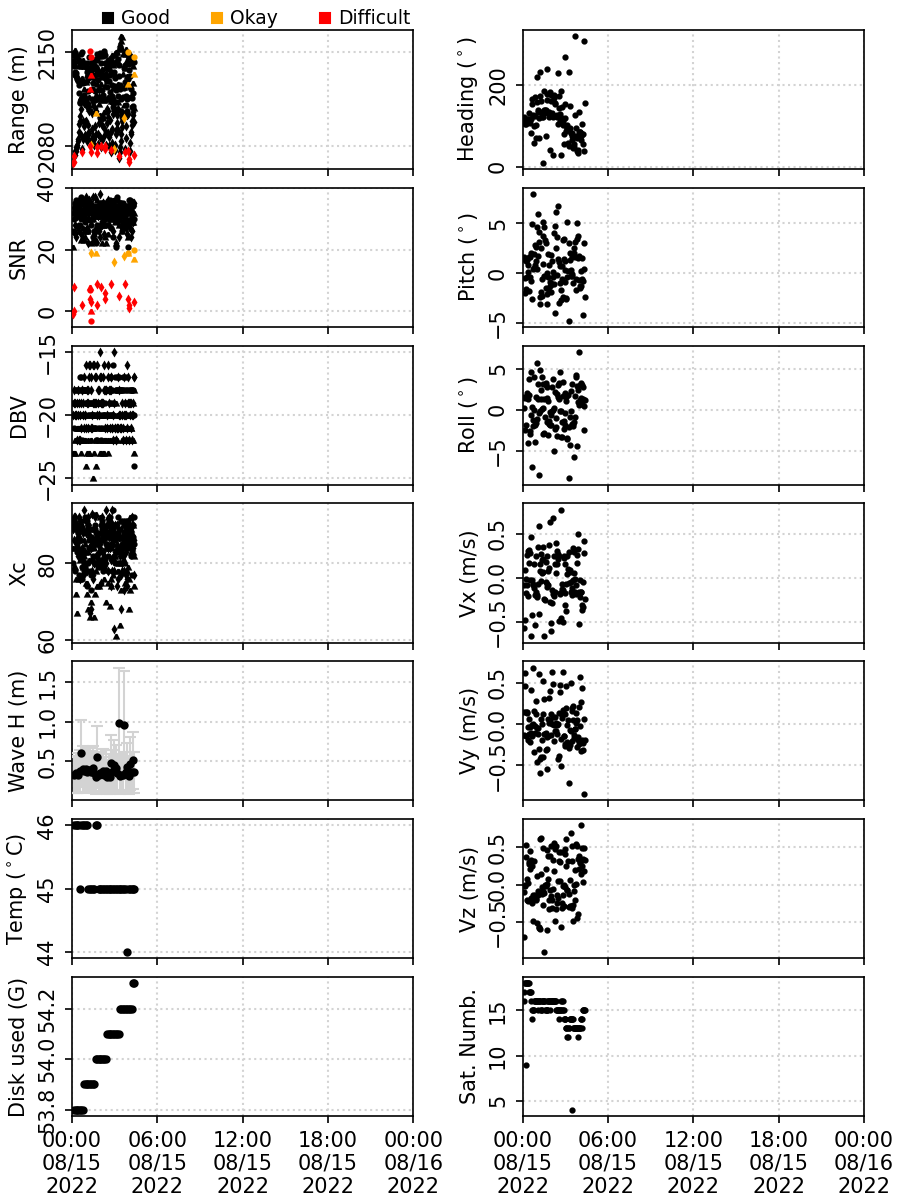 Good Okay Difficult
Range (m)
2150
2080
Heading (°)
200
0
SNR
40
20
0
Pitch (°)
5
0
−5
DBV
−15
−20
−25
Roll (°)
5
0
−5
Xc
80
60
Vx (m/s)
0.5
0.0
−0.5
Wave H (m)
1.5
1.0
0.5
Vy (m/s)
0.5
0.0
−0.5
Temp (°C)
46
45
44
Vz (m/s)
0.5
0.0
−0.5
Disk used (G)
54.2
54.0
53.8
Sat. Numb.
15
10
5
00:00 06:00 12:00 18:00 00:00
08/15 08/15 08/15 08/15 08/16
2022 2022 2022 2022 2022
00:00 06:00 12:00 18:00 00:00
08/15 08/15 08/15 08/15 08/16
2022 2022 2022 2022 2022